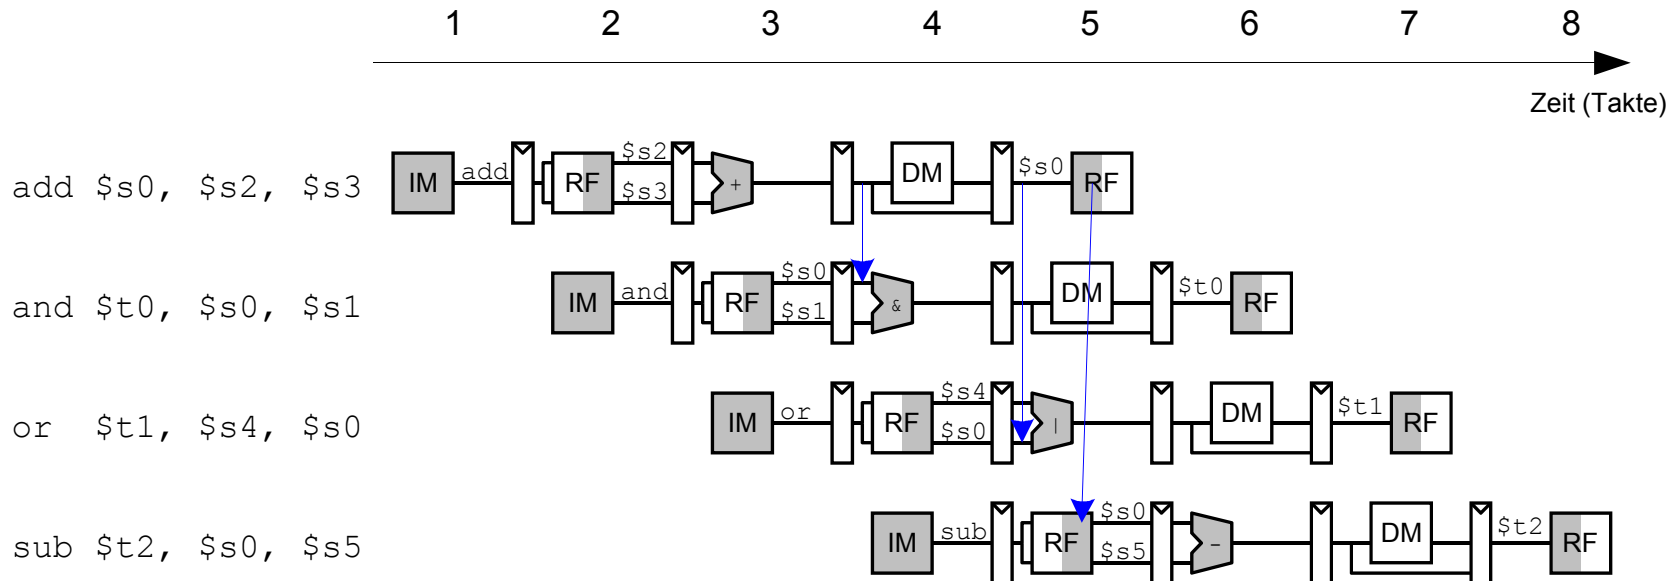 1 2 3 4 5 6 7 8
Zeit (Takte)
add $s0, $s2, $s3 IM add RF $s2 $s3 + DM $s0 RF
and $t0, $s0, $s1 IM and RF $s0 $s1 & DM $t0 RF
or $t1, $s4, $s0 IM or RF $s4 $s0 | DM $t1 RF
sub $t2, $s0, $s5 IM sub RF $s0 $s5 - DM $t2 RF